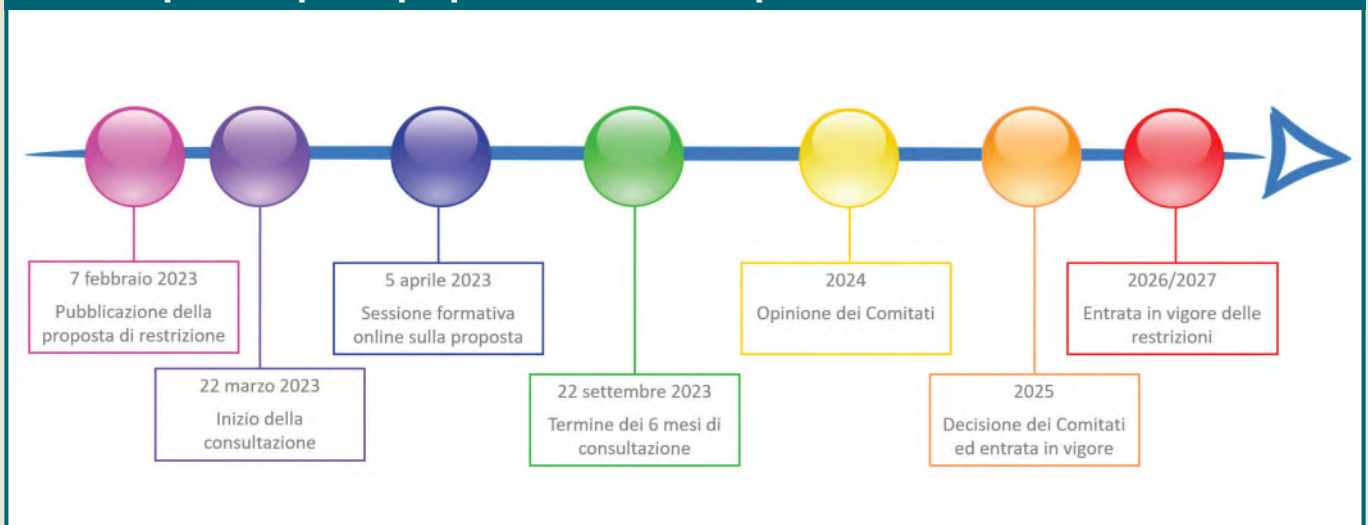 7 febbraio 2023
Pubblicazione della
proposta di restrizione
22 marzo 2023
Inizio della
consultazione
5 aprile 2023
Sessione formativa
online sulla proposta
22 settembre 2023
Termine dei 6 mesi di
consultazione
2024
Opinione dei Comitati
2025
Decisione dei Comitati
ed entrata in vigore
2026/2027
Entrata in vigore delle
restrizioni